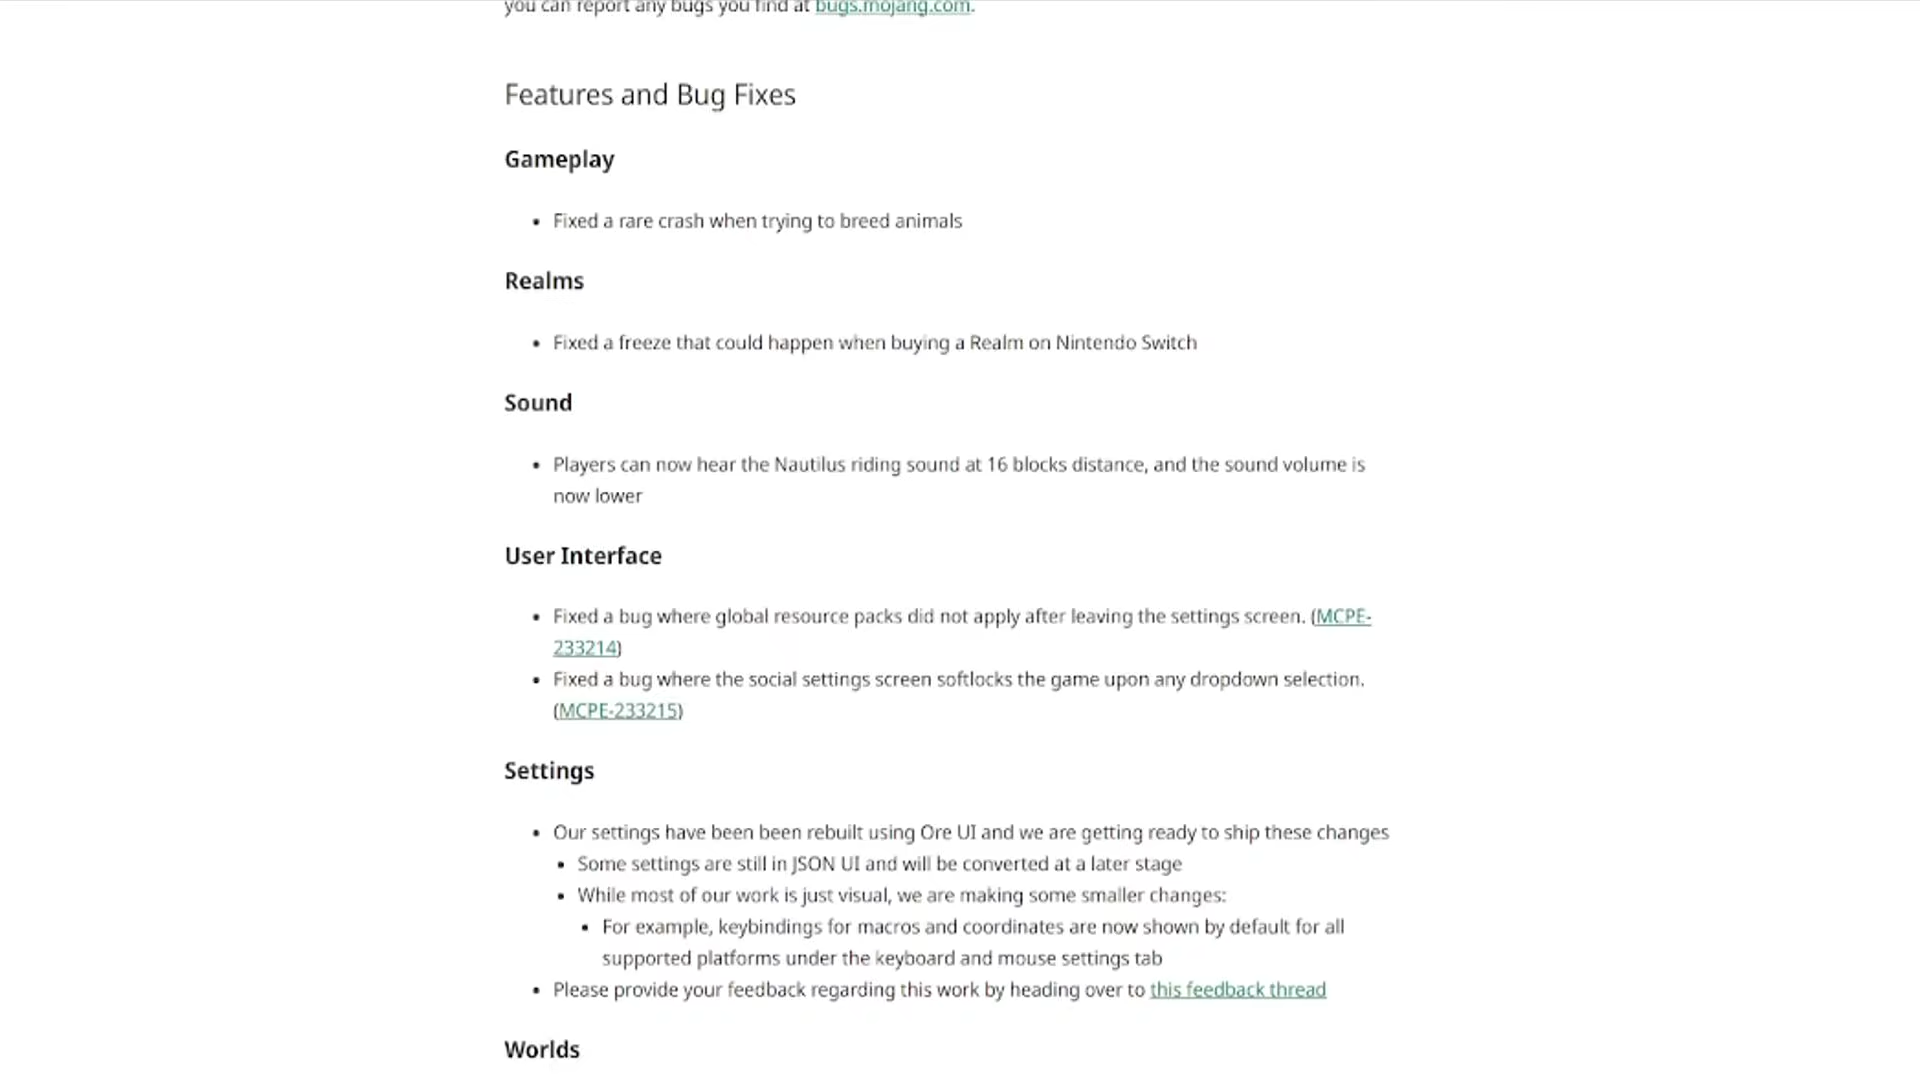 you can report any bugs you find at bugs.mojang.com.
Features and Bug Fixes
Gameplay
• Fixed a rare crash when trying to breed animals
Realms
• Fixed a freeze that could happen when buying a Realm on Nintendo Switch
Sound
• Players can now hear the Nautilus riding sound at 16 blocks distance, and the sound volume is
now lower
User Interface
• Fixed a bug where global resource packs did not apply after leaving the settings screen. (MCPE-
233214)
• Fixed a bug where the social settings screen softlocks the game upon any dropdown selection.
(MCPE-233215)
Settings
• Our settings have been been rebuilt using Ore UI and we are getting ready to ship these changes
• Some settings are still in JSON UI and will be converted at a later stage
• While most of our work is just visual, we are making some smaller changes:
• For example, keybindings for macros and coordinates are now shown by default for all
supported platforms under the keyboard and mouse settings tab
• Please provide your feedback regarding this work by heading over to this feedback thread
Worlds